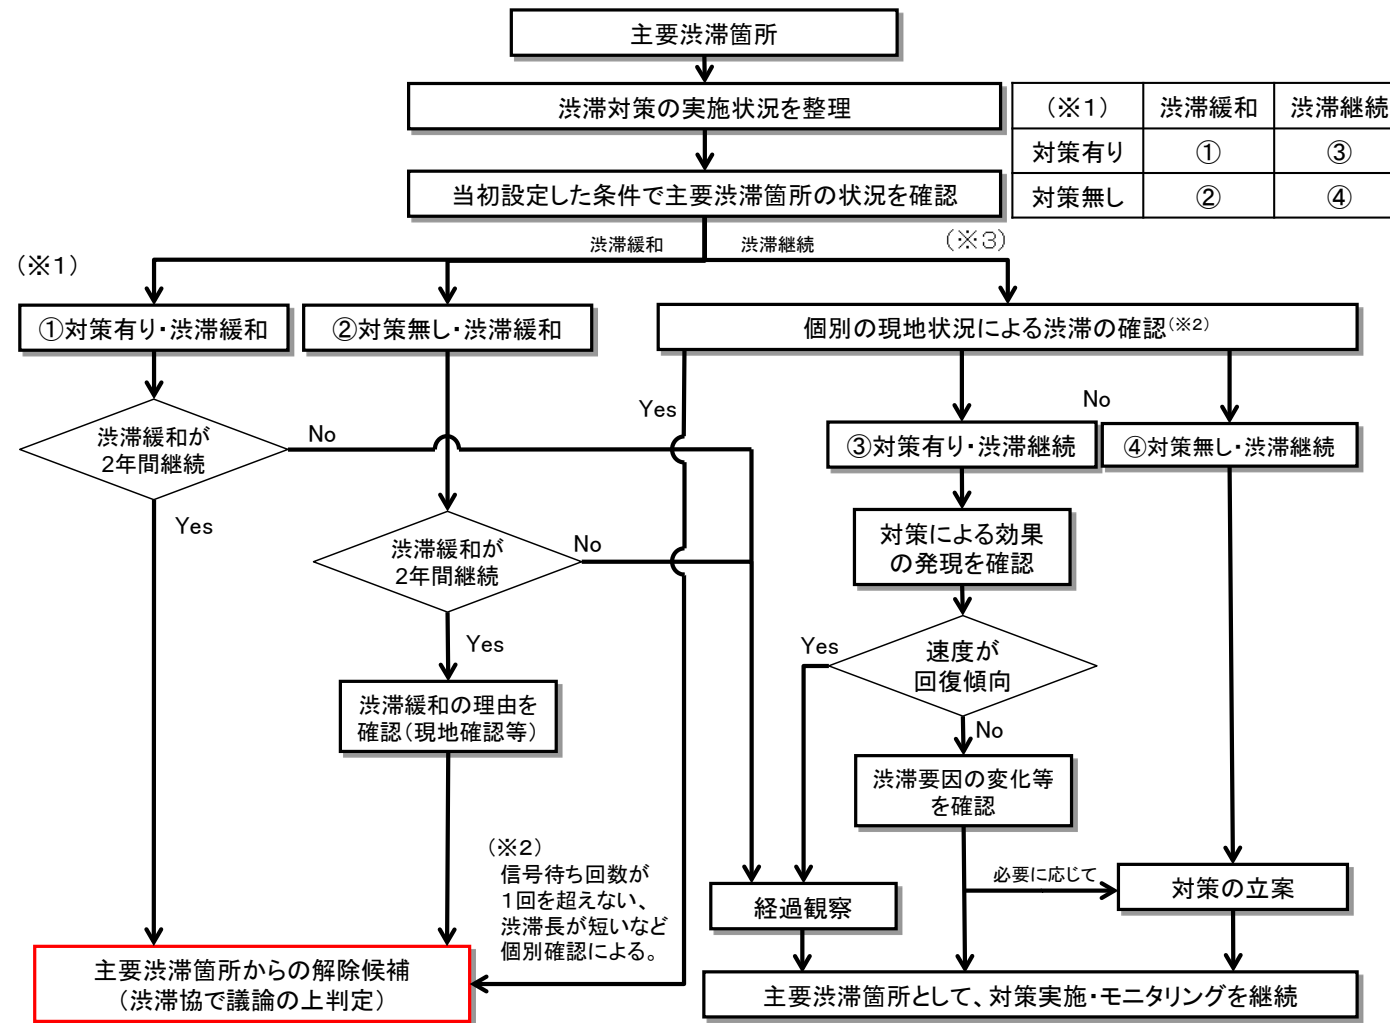 主要渋滞箇所
渋滞対策の実施状況を整理
(※1) 渋滞緩和 渋滞継続
対策有り ① ③
対策無し ② ④
当初設定した条件で主要渋滞箇所の状況を確認
渋滞緩和 渋滞継続 (※3)
(※1)
①対策有り・渋滞緩和
②対策無し・渋滞緩和
個別の現地状況による渋滞の確認(※2)
Yes
No
渋滞緩和が
2年間継続
No
Yes
③対策有り・渋滞継続
④対策無し・渋滞継続
渋滞緩和が
2年間継続
No
Yes
対策による効果
の発現を確認
速度が
回復傾向
Yes
No
渋滞緩和の理由を
確認(現地確認等)
渋滞要因の変化等
を確認
(※2)
信号待ち回数が
1回を超えない、
渋滞長が短いなど
個別確認による。
必要に応じて
対策の立案
経過観察
主要渋滞箇所からの解除候補
(渋滞協で議論の上判定)
主要渋滞箇所として、対策実施・モニタリングを継続